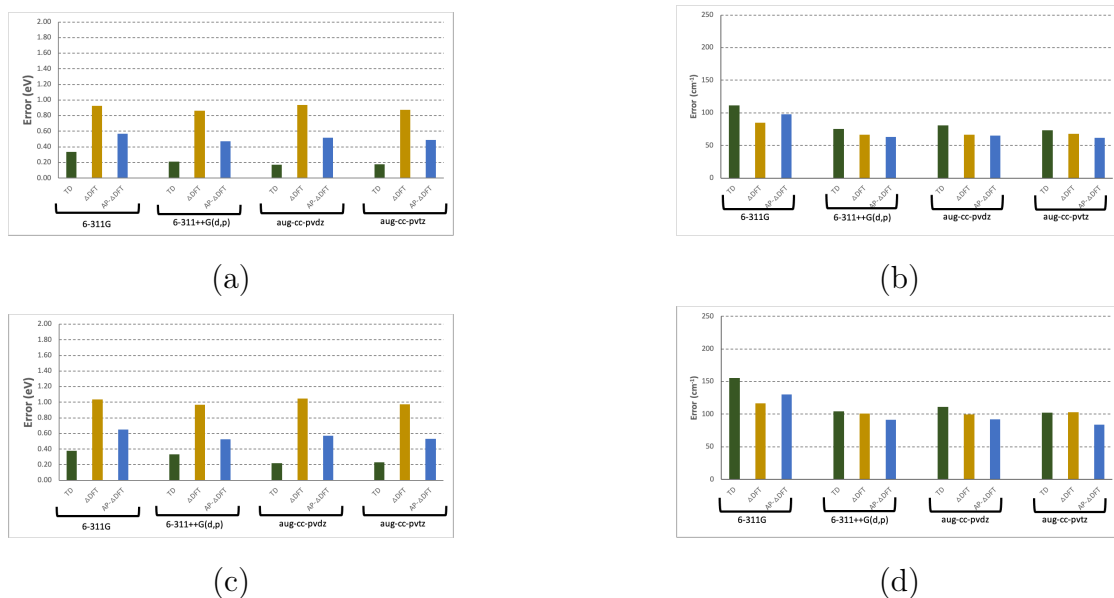 2.00
1.80
1.60
1.40
1.20
1.00
0.80
0.60
0.40
0.20
0.00
Error (eV)
TD ΔDFT AP-ΔDFT TD ΔDFT AP-ΔDFT TD ΔDFT AP-ΔDFT TD ΔDFT AP-ΔDFT
6-311G 6-311++G(d,p) aug-cc-pvdz aug-cc-pvtz
(a)
250
200
150
100
50
0
Error (cm⁻¹)
TD ΔDFT AP-ΔDFT TD ΔDFT AP-ΔDFT TD ΔDFT AP-ΔDFT TD ΔDFT AP-ΔDFT
6-311G 6-311++G(d,p) aug-cc-pvdz aug-cc-pvtz
(b)
2.00
1.80
1.60
1.40
1.20
1.00
0.80
0.60
0.40
0.20
0.00
Error (eV)
TD ΔDFT AP-ΔDFT TD ΔDFT AP-ΔDFT TD ΔDFT AP-ΔDFT TD ΔDFT AP-ΔDFT
6-311G 6-311++G(d,p) aug-cc-pvdz aug-cc-pvtz
(c)
250
200
150
100
50
0
Error (cm⁻¹)
TD ΔDFT AP-ΔDFT TD ΔDFT AP-ΔDFT TD ΔDFT AP-ΔDFT TD ΔDFT AP-ΔDFT
6-311G 6-311++G(d,p) aug-cc-pvdz aug-cc-pvtz
(d)